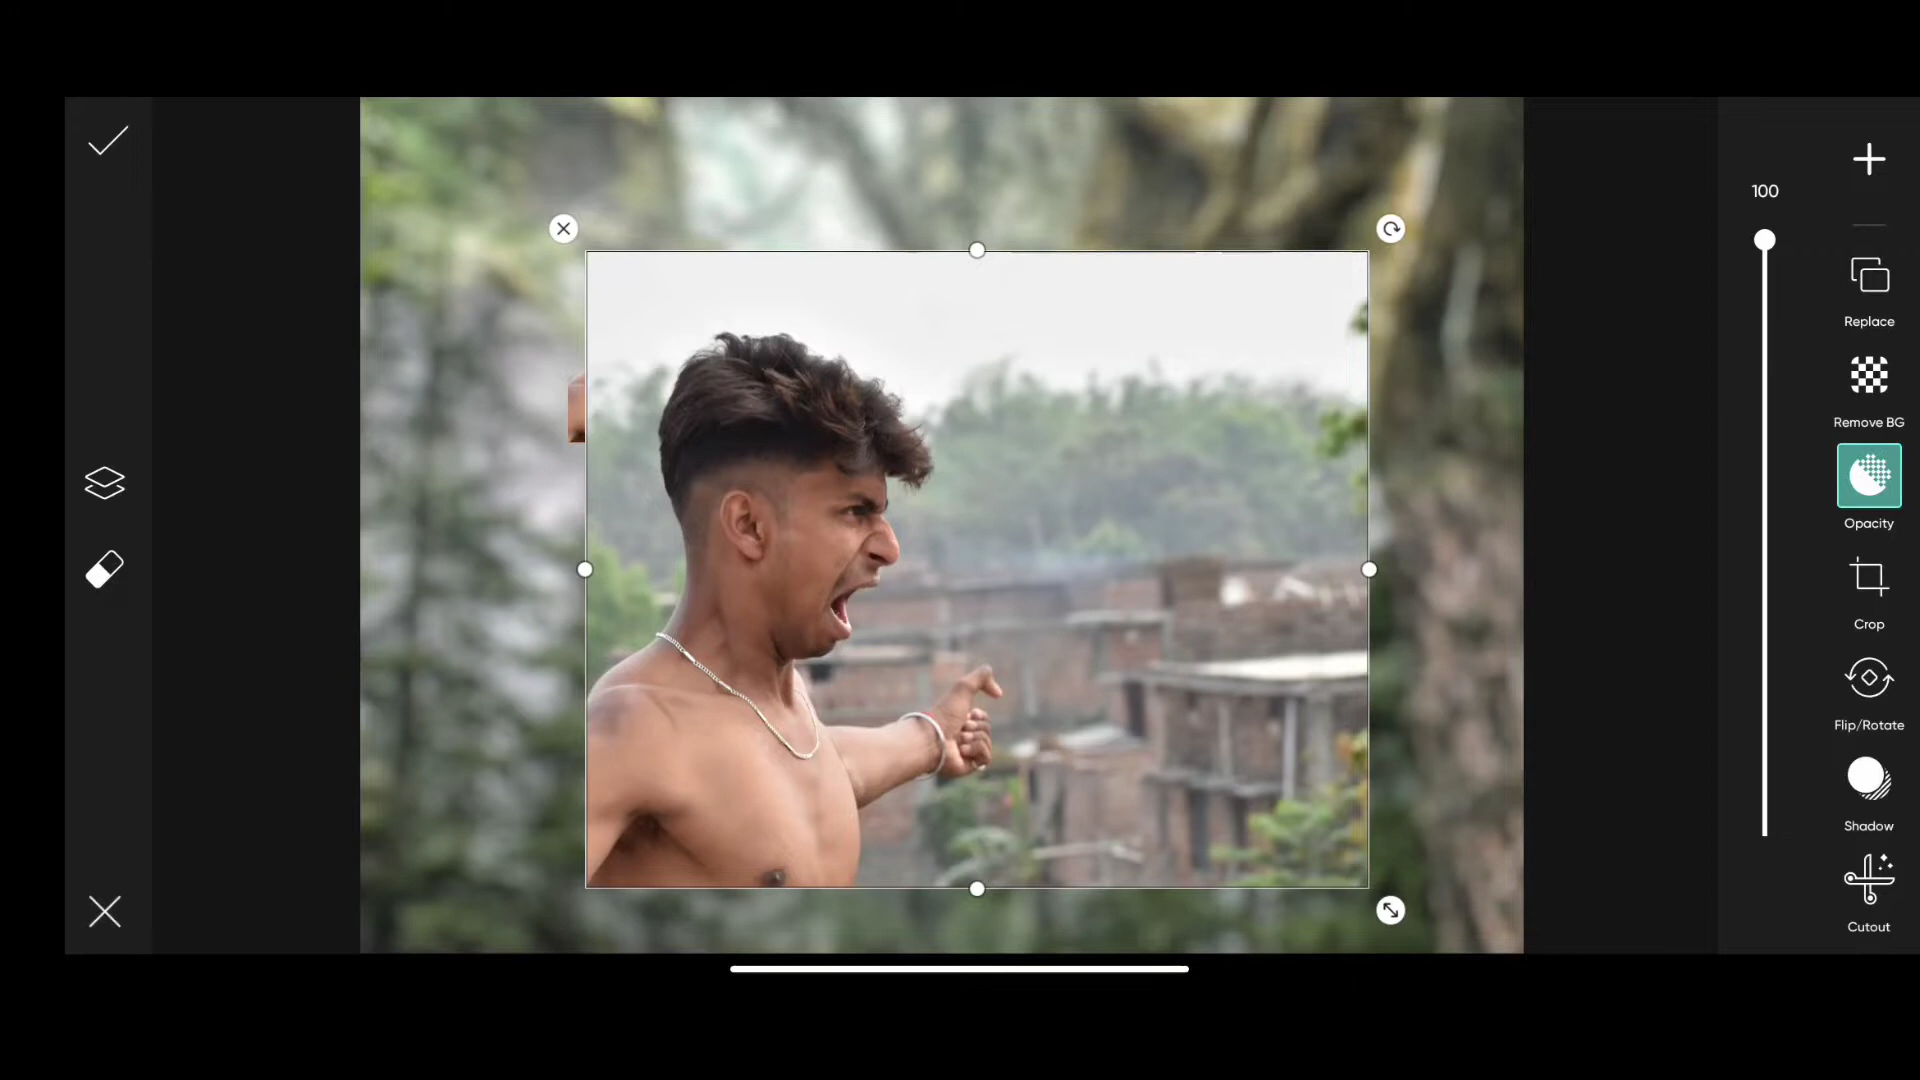 100
Replace
Remove BG
Opacity
Crop
Flip/Rotate
Shadow
Cutout